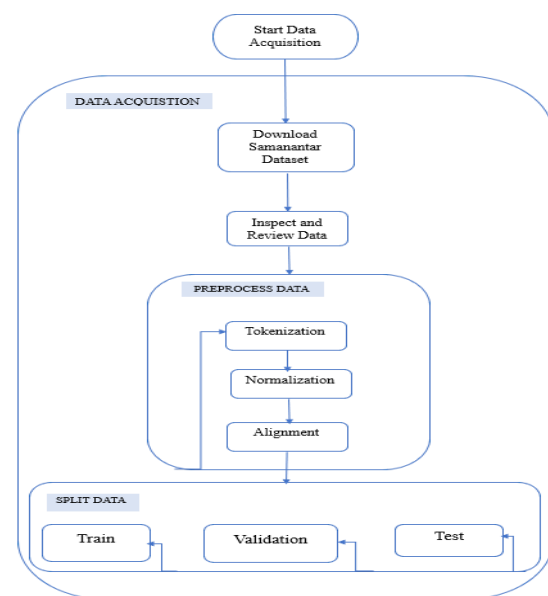 Start Data
Acquisition
DATA ACQUISTION
Download
Samanantar
Dataset
Inspect and
Review Data
PREPROCESS DATA
Tokenization
Normalization
Alignment
SPLIT DATA
Train
Validation
Test